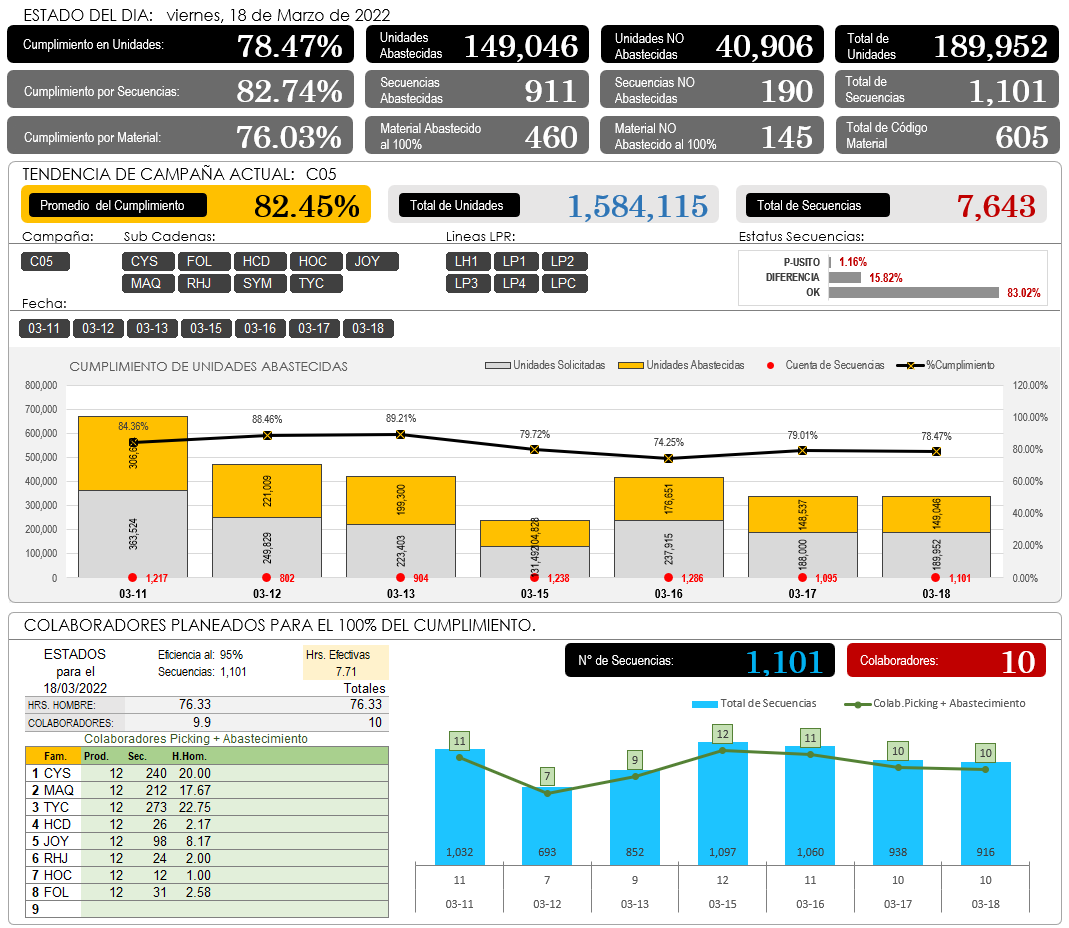 ESTADO DEL DIA: viernes, 18 de Marzo de 2022
Cumplimiento en Unidades: 78.47%
Unidades Abastecidas 149,046
Unidades NO Abastecidas 40,906
Total de Unidades 189,952
Cumplimiento por Secuencias: 82.74%
Secuencias Abastecidas 911
Secuencias NO Abastecidas 190
Total de Secuencias 1,101
Cumplimiento por Material: 76.03%
Material Abastecido al 100% 460
Material NO Abastecido al 100% 145
Total de Código Material 605
TENDENCIA DE CAMPAÑA ACTUAL: C05
Promedio del Cumplimiento 82.45%
Total de Unidades 1,584,115
Total de Secuencias 7,643
Campaña: Sub Cadenas: Lineas LPR: Estatus Secuencias:
C05
CYS FOL HCD HOC JOY
MAQ RHJ SYM TYC
LH1 LP1 LP2
LP3 LP4 LPC
P-USITO 1.16%
DIFERENCIA 15.82%
OK 83.02%
Fecha:
03-11 03-12 03-13 03-15 03-16 03-17 03-18
CUMPLIMIENTO DE UNIDADES ABASTECIDAS
Unidades Solicitadas Unidades Abastecidas Cuenta de Secuencias %Cumplimiento
800,000
700,000
600,000
500,000
400,000
300,000
200,000
100,000
0
120.00%
100.00%
80.00%
60.00%
40.00%
20.00%
0.00%
84.36% 88.46% 89.21% 79.72% 74.25% 79.01% 78.47%
221,009 199,300 104,828 176,651 148,537 149,046
363,524 249,829 223,403 131,492 237,915 188,000 189,952
1,217 802 904 1,238 1,286 1,095 1,101
03-11 03-12 03-13 03-15 03-16 03-17 03-18
COLABORADORES PLANEADOS PARA EL 100% DEL CUMPLIMIENTO.
ESTADOS
para el
18/03/2022
Eficiencia al: 95%
Secuencias: 1,101
Hrs. Efectivas
7.71
Totales
HRS. HOMBRE: 76.33 76.33
COLABORADORES: 9.9 10
Colaboradores Picking + Abastecimiento
Fam. Prod. Sec. H.Hom.
1 CYS 12 240 20.00
2 MAQ 12 212 17.67
3 TYC 12 273 22.75
4 HCD 12 26 2.17
5 JOY 12 98 8.17
6 RHJ 12 24 2.00
7 HOC 12 12 1.00
8 FOL 12 31 2.58
9
N° de Secuencias: 1,101
Colaboradores: 10
Total de Secuencias Colab.Picking + Abastecimiento
11 7 9 12 11 10 10
1,032 693 852 1,097 1,060 938 916
11 7 9 12 11 10 10
03-11 03-12 03-13 03-15 03-16 03-17 03-18